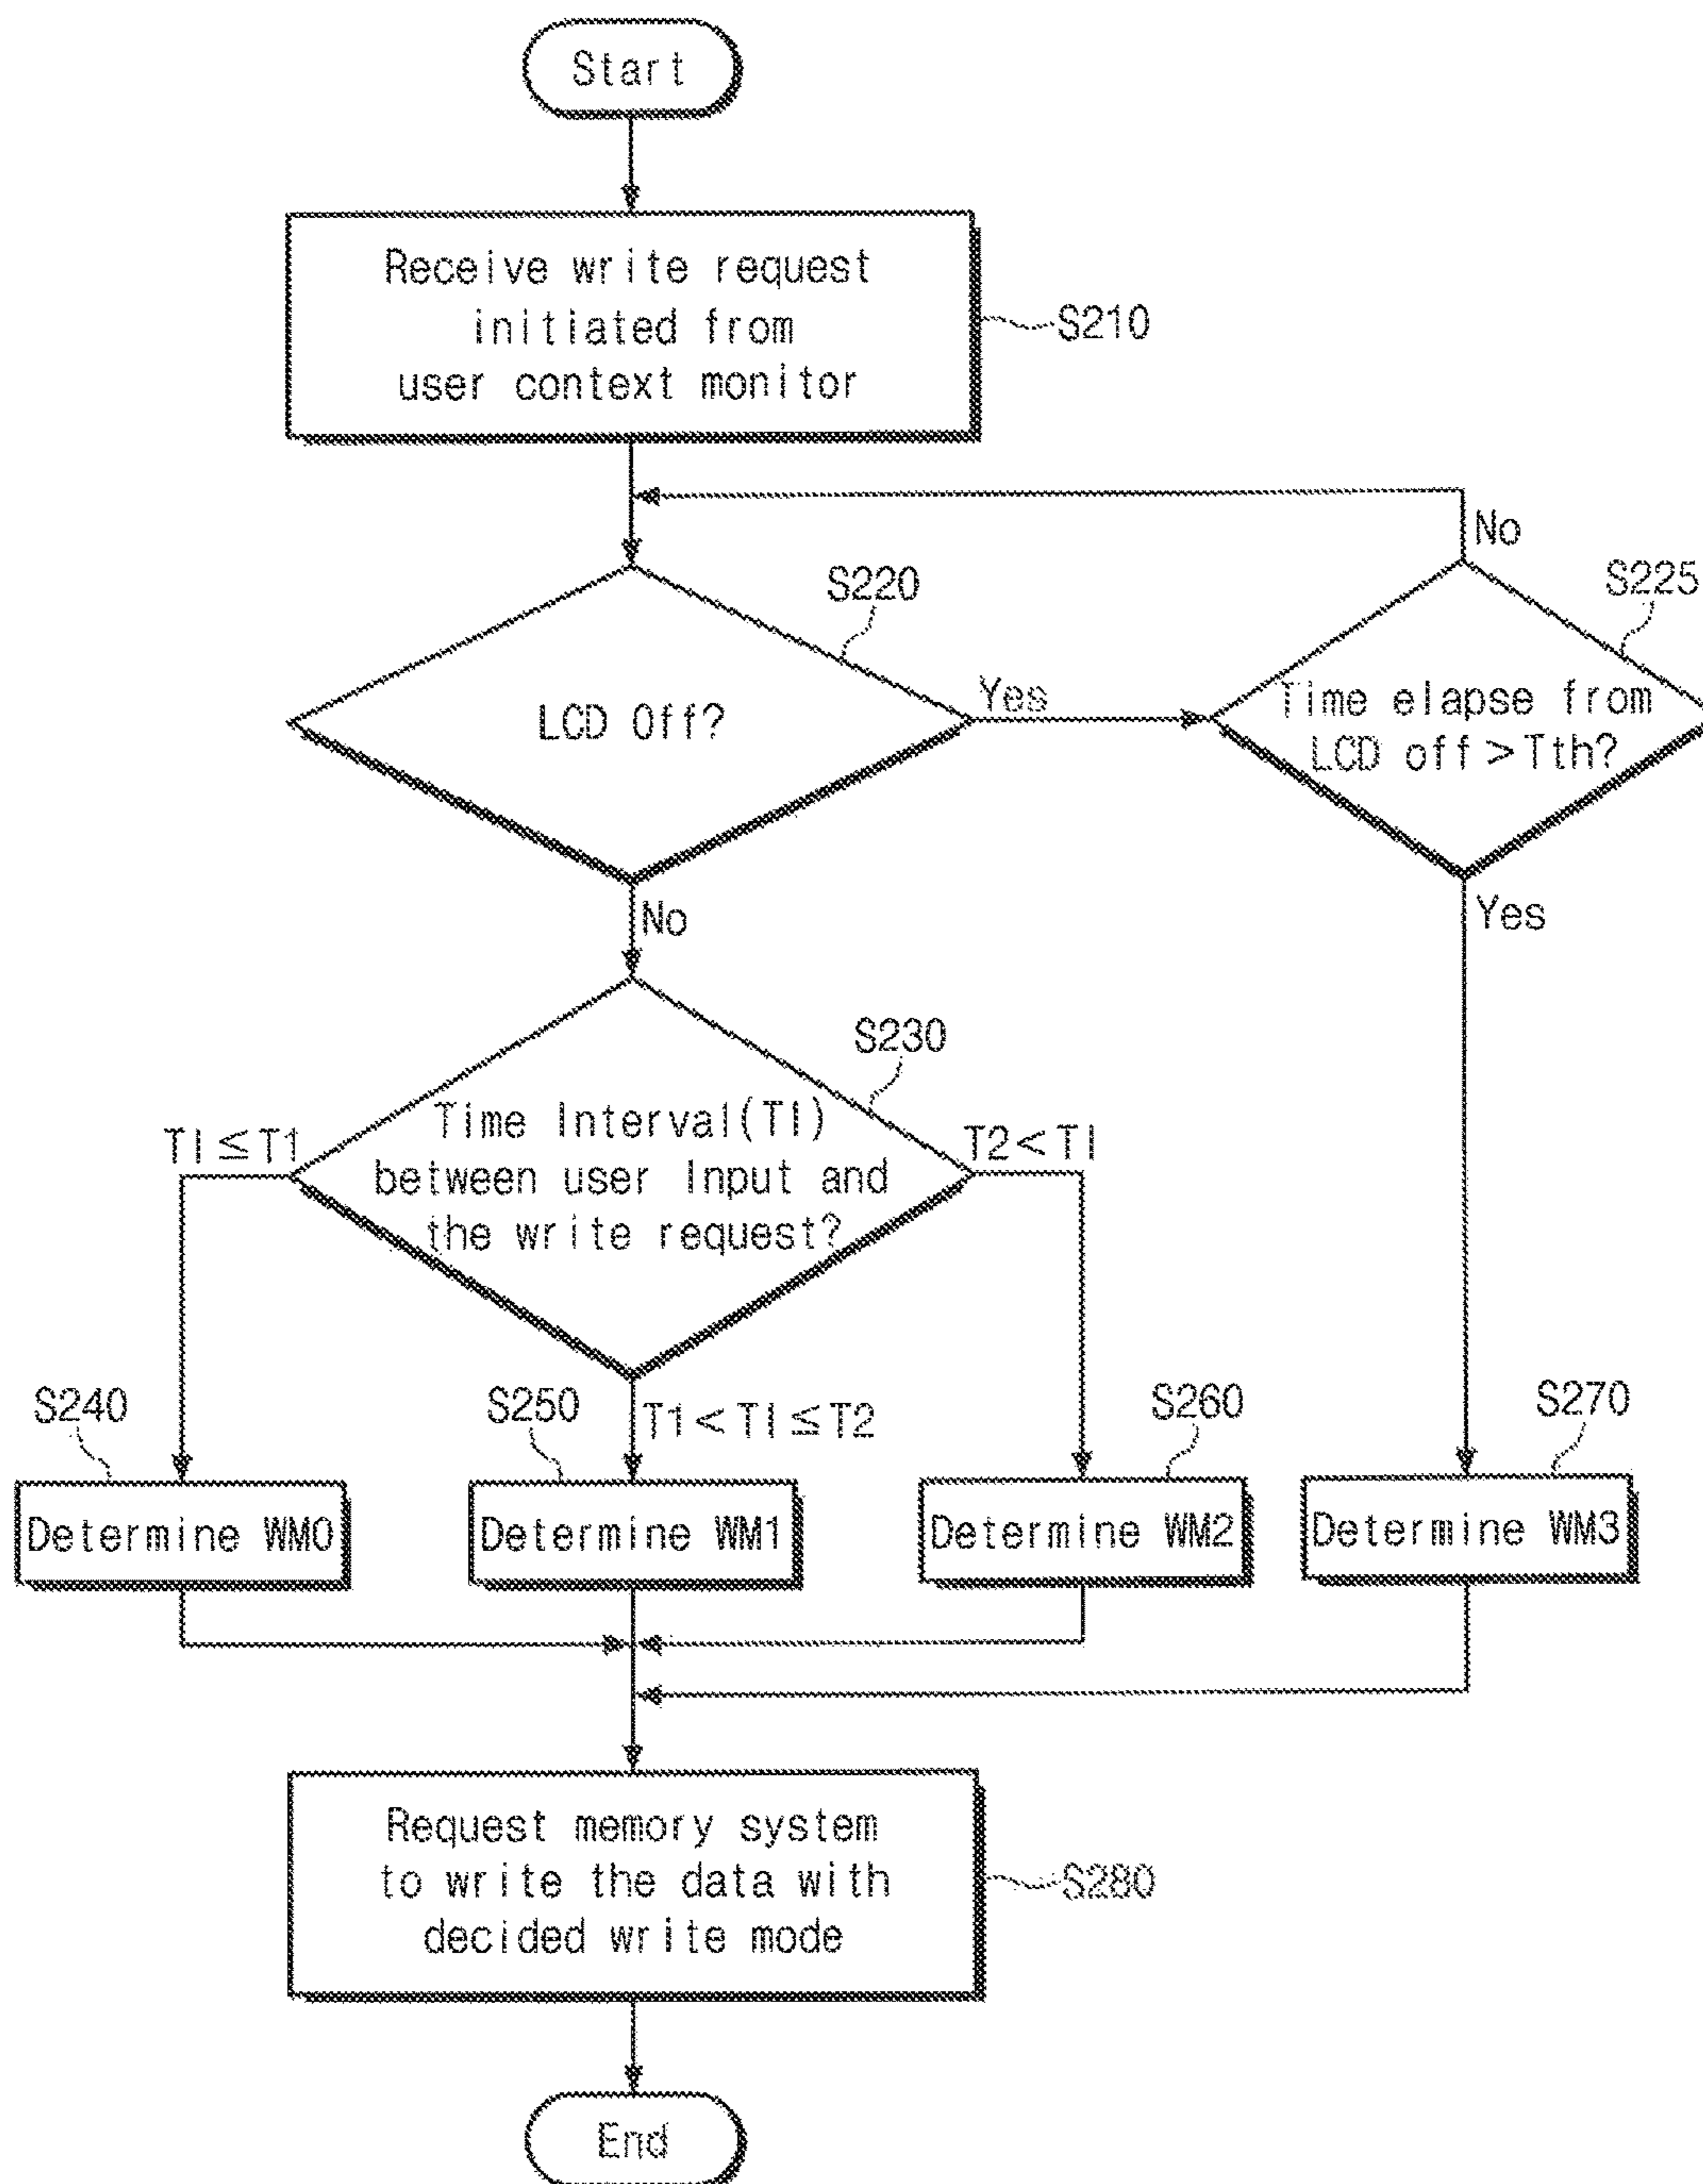 Start
Receive write request
initiated from
user context monitor
S210
No
S220
S225
LCD Off?
Yes
Time elapse from
LCD off > Tth?
No
Yes
S230
Time Interval(TI)
between user Input and
the write request?
TI ≤ T1
T2 < TI
S240
S250
T1 < TI ≤ T2
S260
S270
Determine WM0
Determine WM1
Determine WM2
Determine WM3
Request memory system
to write the data with
decided write mode
S280
End